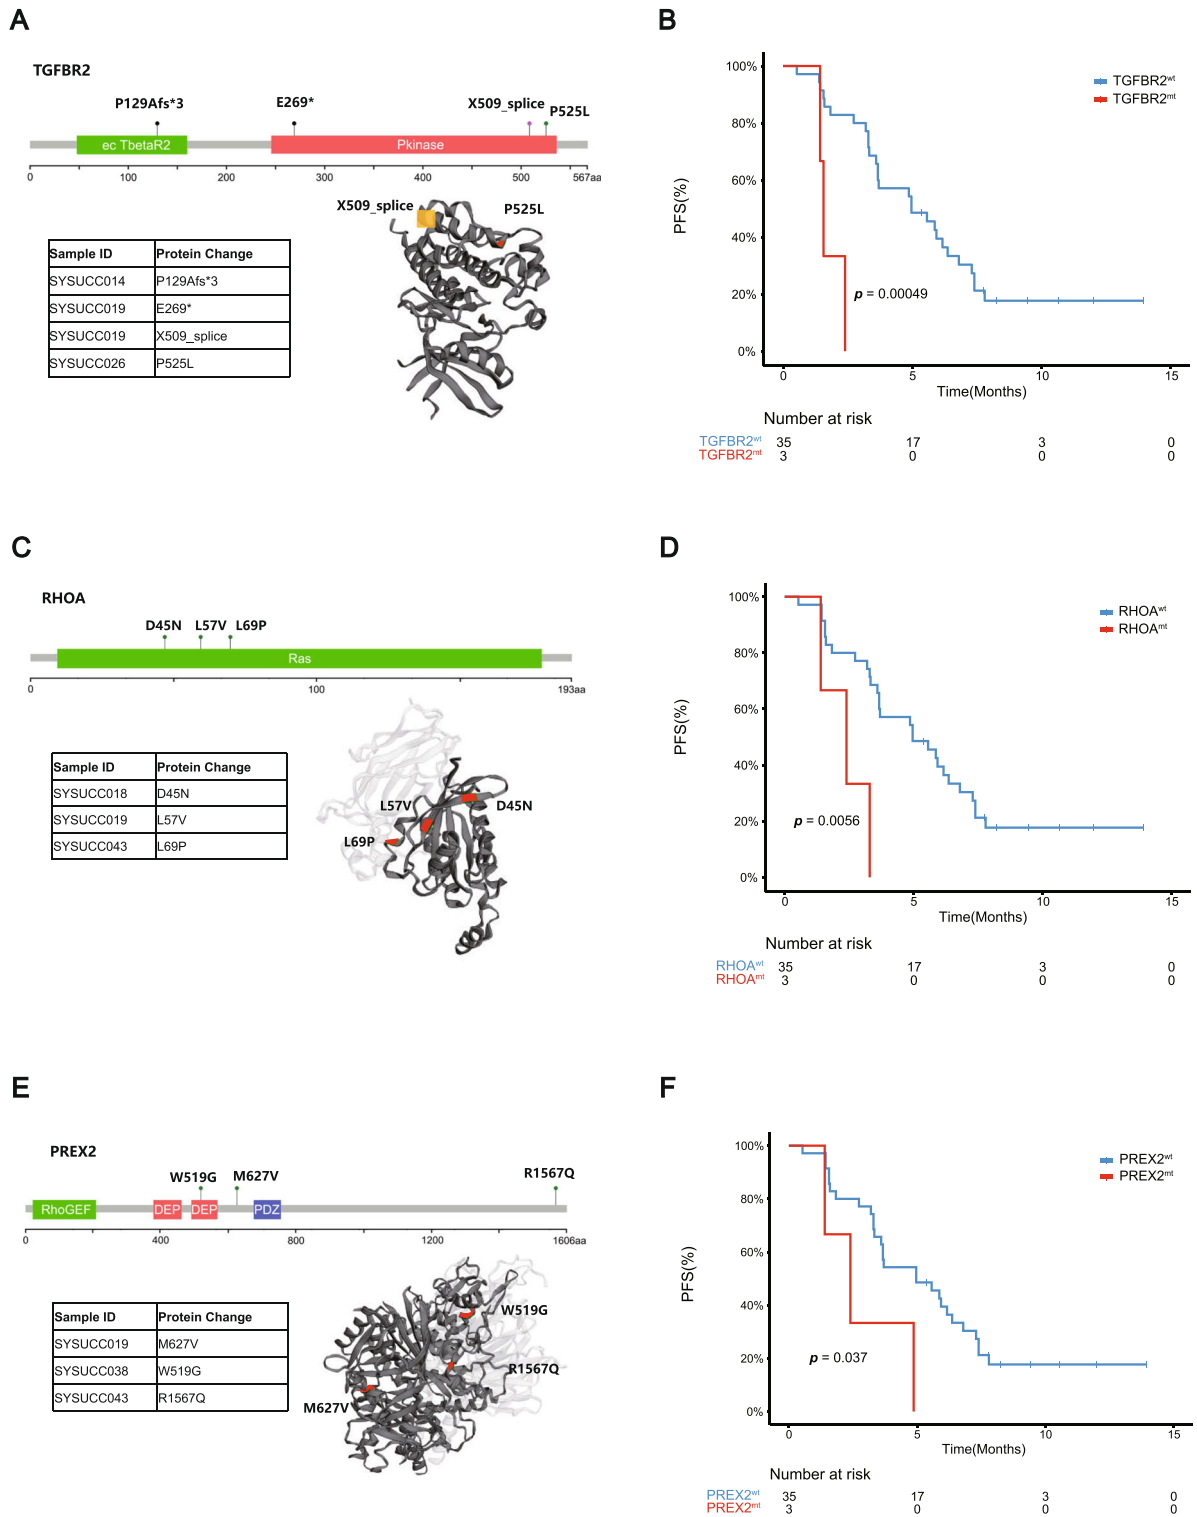 A
TGFBR2
P129Afs*3
E269*
X509_splice
P525L
ec TbetaR2
Pkinase
0 100 200 300 400 500 567aa
X509_splice
P525L
Sample ID Protein Change
SYSUCC014 P129Afs*3
SYSUCC019 E269*
SYSUCC019 X509_splice
SYSUCC026 P525L
B
100%
80%
60%
40%
20%
0%
PFS(%)
TGFBR2wt
TGFBR2mt
p = 0.00049
0 5 10 15
Time(Months)
Number at risk
TGFBR2wt 35 17 3 0
TGFBR2mt 3 0 0 0
C
RHOA
D45N L57V L69P
Ras
0 100 193aa
Sample ID Protein Change
SYSUCC018 D45N
SYSUCC019 L57V
SYSUCC043 L69P
L57V
D45N
L69P
D
100%
80%
60%
40%
20%
0%
PFS(%)
RHOAwt
RHOAmt
p = 0.0056
0 5 10 15
Time(Months)
Number at risk
RHOAwt 35 17 3 0
RHOAmt 3 0 0 0
E
PREX2
W519G M627V R1567Q
RhoGEF DEP DEP PDZ
0 400 800 1200 1606aa
Sample ID Protein Change
SYSUCC019 M627V
SYSUCC038 W519G
SYSUCC043 R1567Q
W519G
R1567Q
M627V
F
100%
80%
60%
40%
20%
0%
PFS(%)
PREX2wt
PREX2mt
p = 0.037
0 5 10 15
Time(Months)
Number at risk
PREX2wt 35 17 3 0
PREX2mt 3 0 0 0